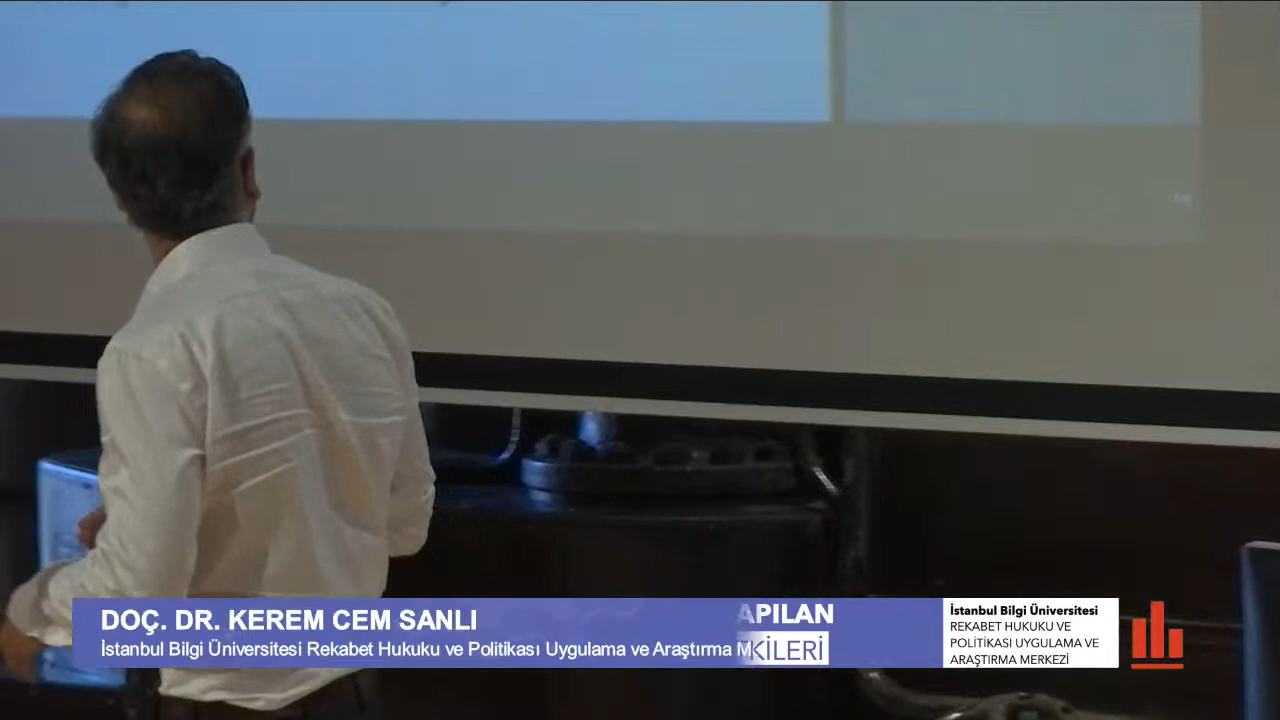 DOÇ. DR. KEREM CEM SANLI
İstanbul Bilgi Üniversitesi Rekabet Hukuku ve Politikası Uygulama ve Araştırma M
APILAN
KİLERİ
İstanbul Bilgi Üniversitesi
REKABET HUKUKU VE
POLİTİKASI UYGULAMA VE
ARAŞTIRMA MERKEZİ